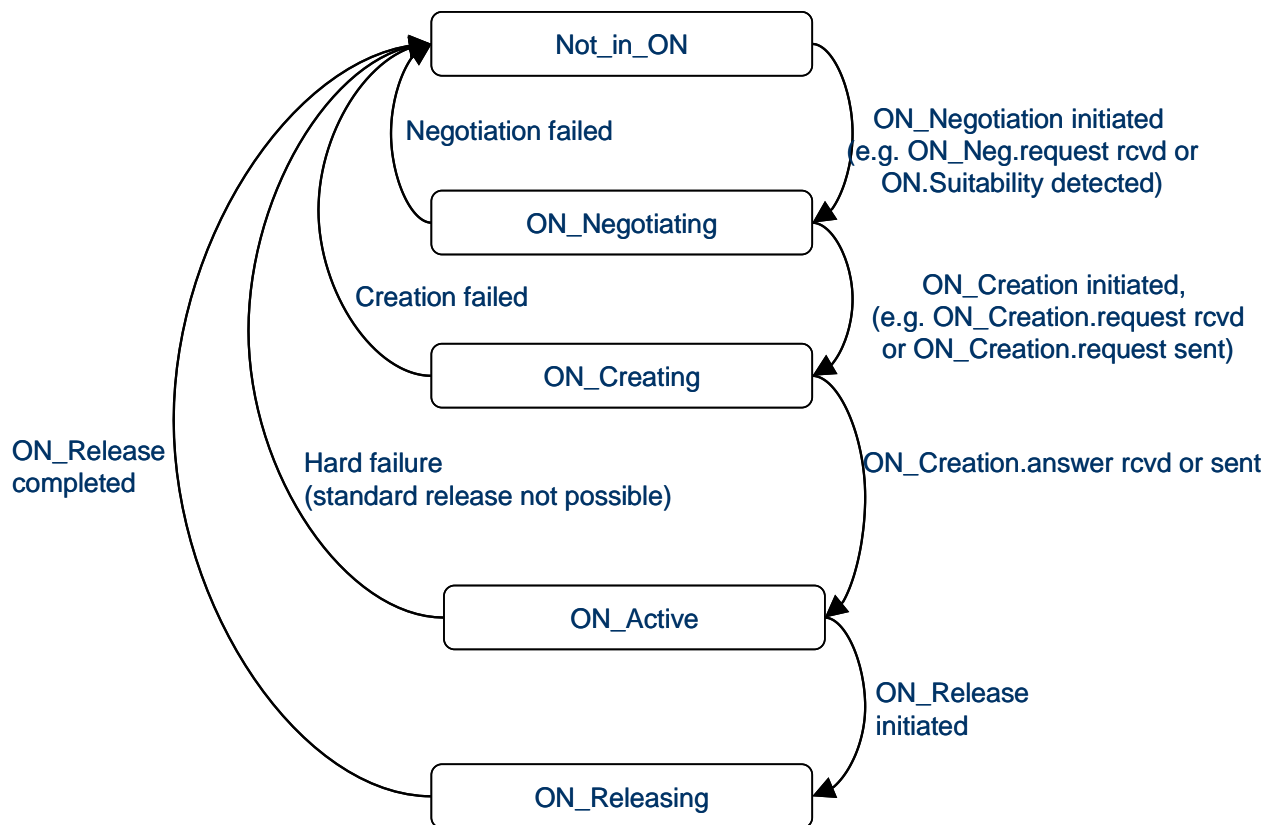 Not_in_ON
Negotiation failed
ON_Negotiation initiated
(e.g. ON_Neg.request rcvd or
ON.Suitability detected)
ON_Negotiating
Creation failed
ON_Creation initiated,
(e.g. ON_Creation.request rcvd
or ON_Creation.request sent)
ON_Creating
ON_Release
completed
Hard failure
(standard release not possible)
ON_Creation.answer rcvd or sent
ON_Active
ON_Release
initiated
ON_Releasing